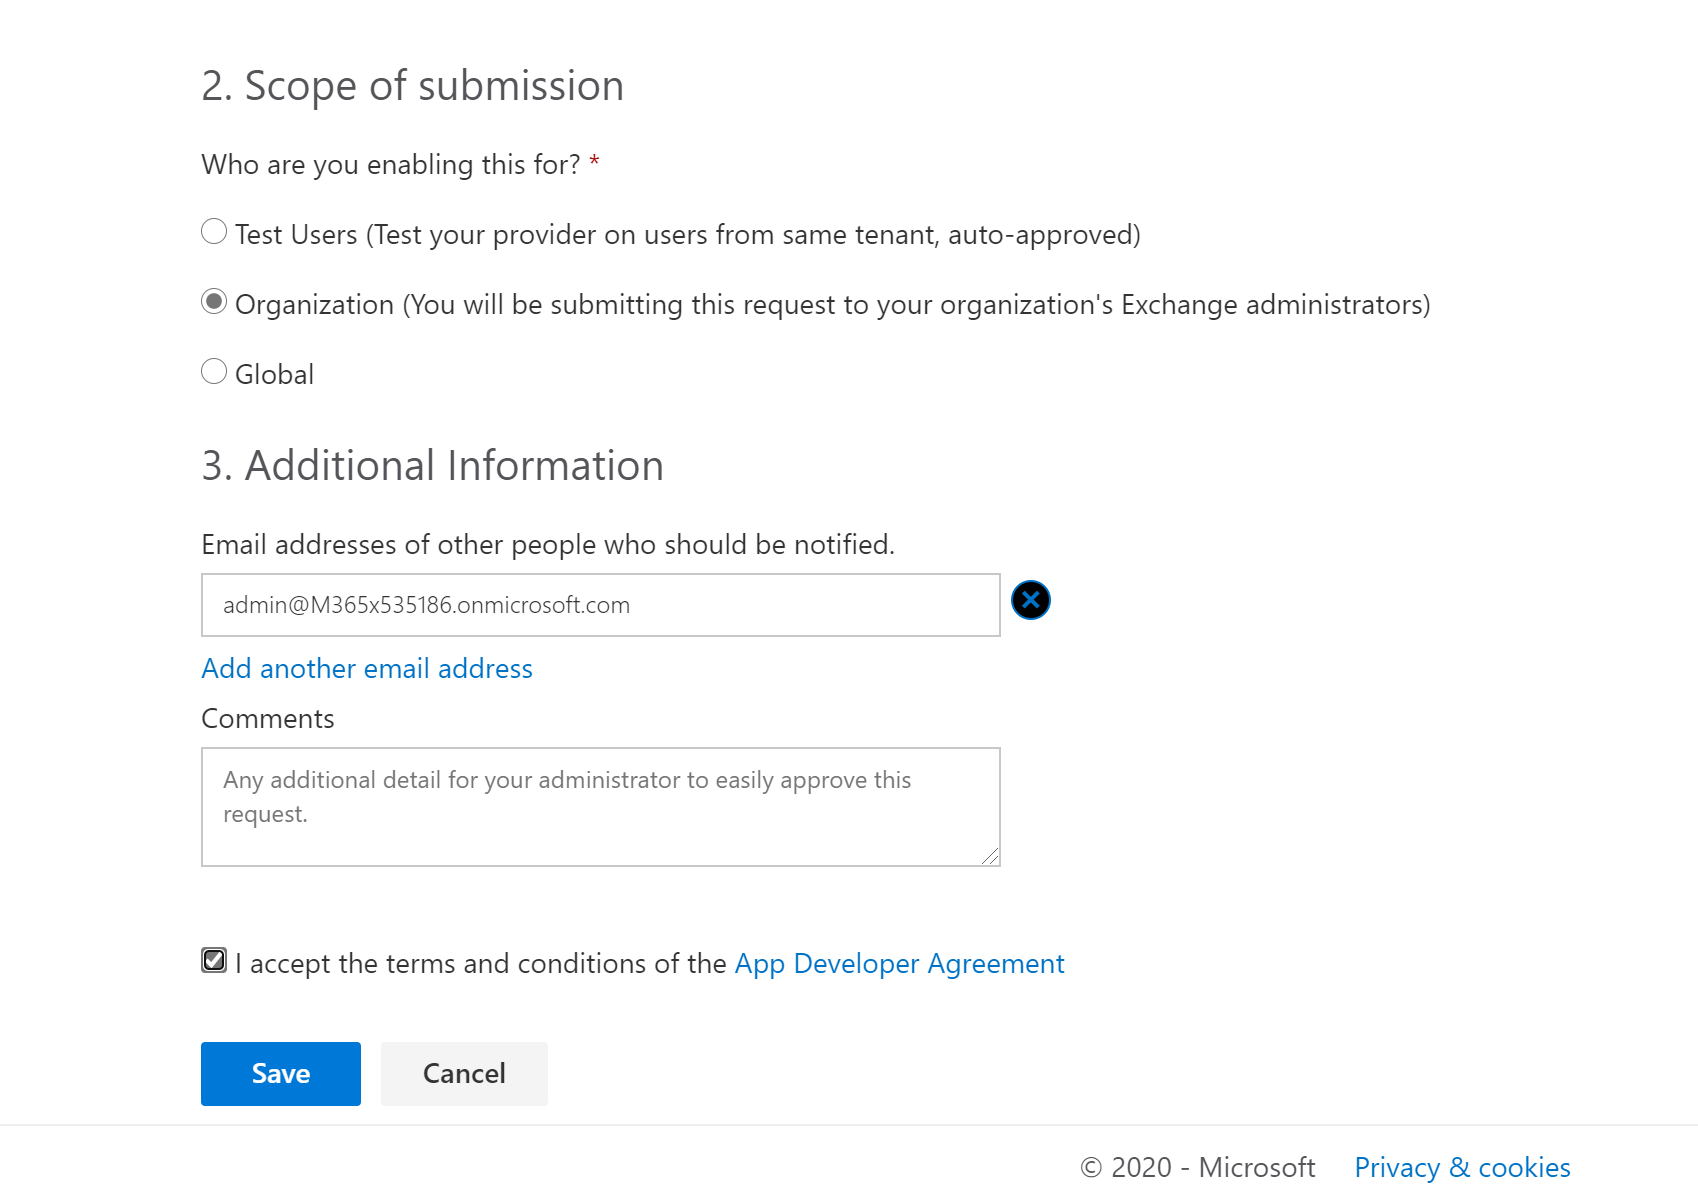 2. Scope of submission
Who are you enabling this for? *
Test Users (Test your provider on users from same tenant, auto-approved)
Organization (You will be submitting this request to your organization's Exchange administrators)
Global
3. Additional Information
Email addresses of other people who should be notified.
admin@M365x535186.onmicrosoft.com
Add another email address
Comments
Any additional detail for your administrator to easily approve this
request.
I accept the terms and conditions of the App Developer Agreement
Save Cancel
© 2020 - Microsoft Privacy & cookies